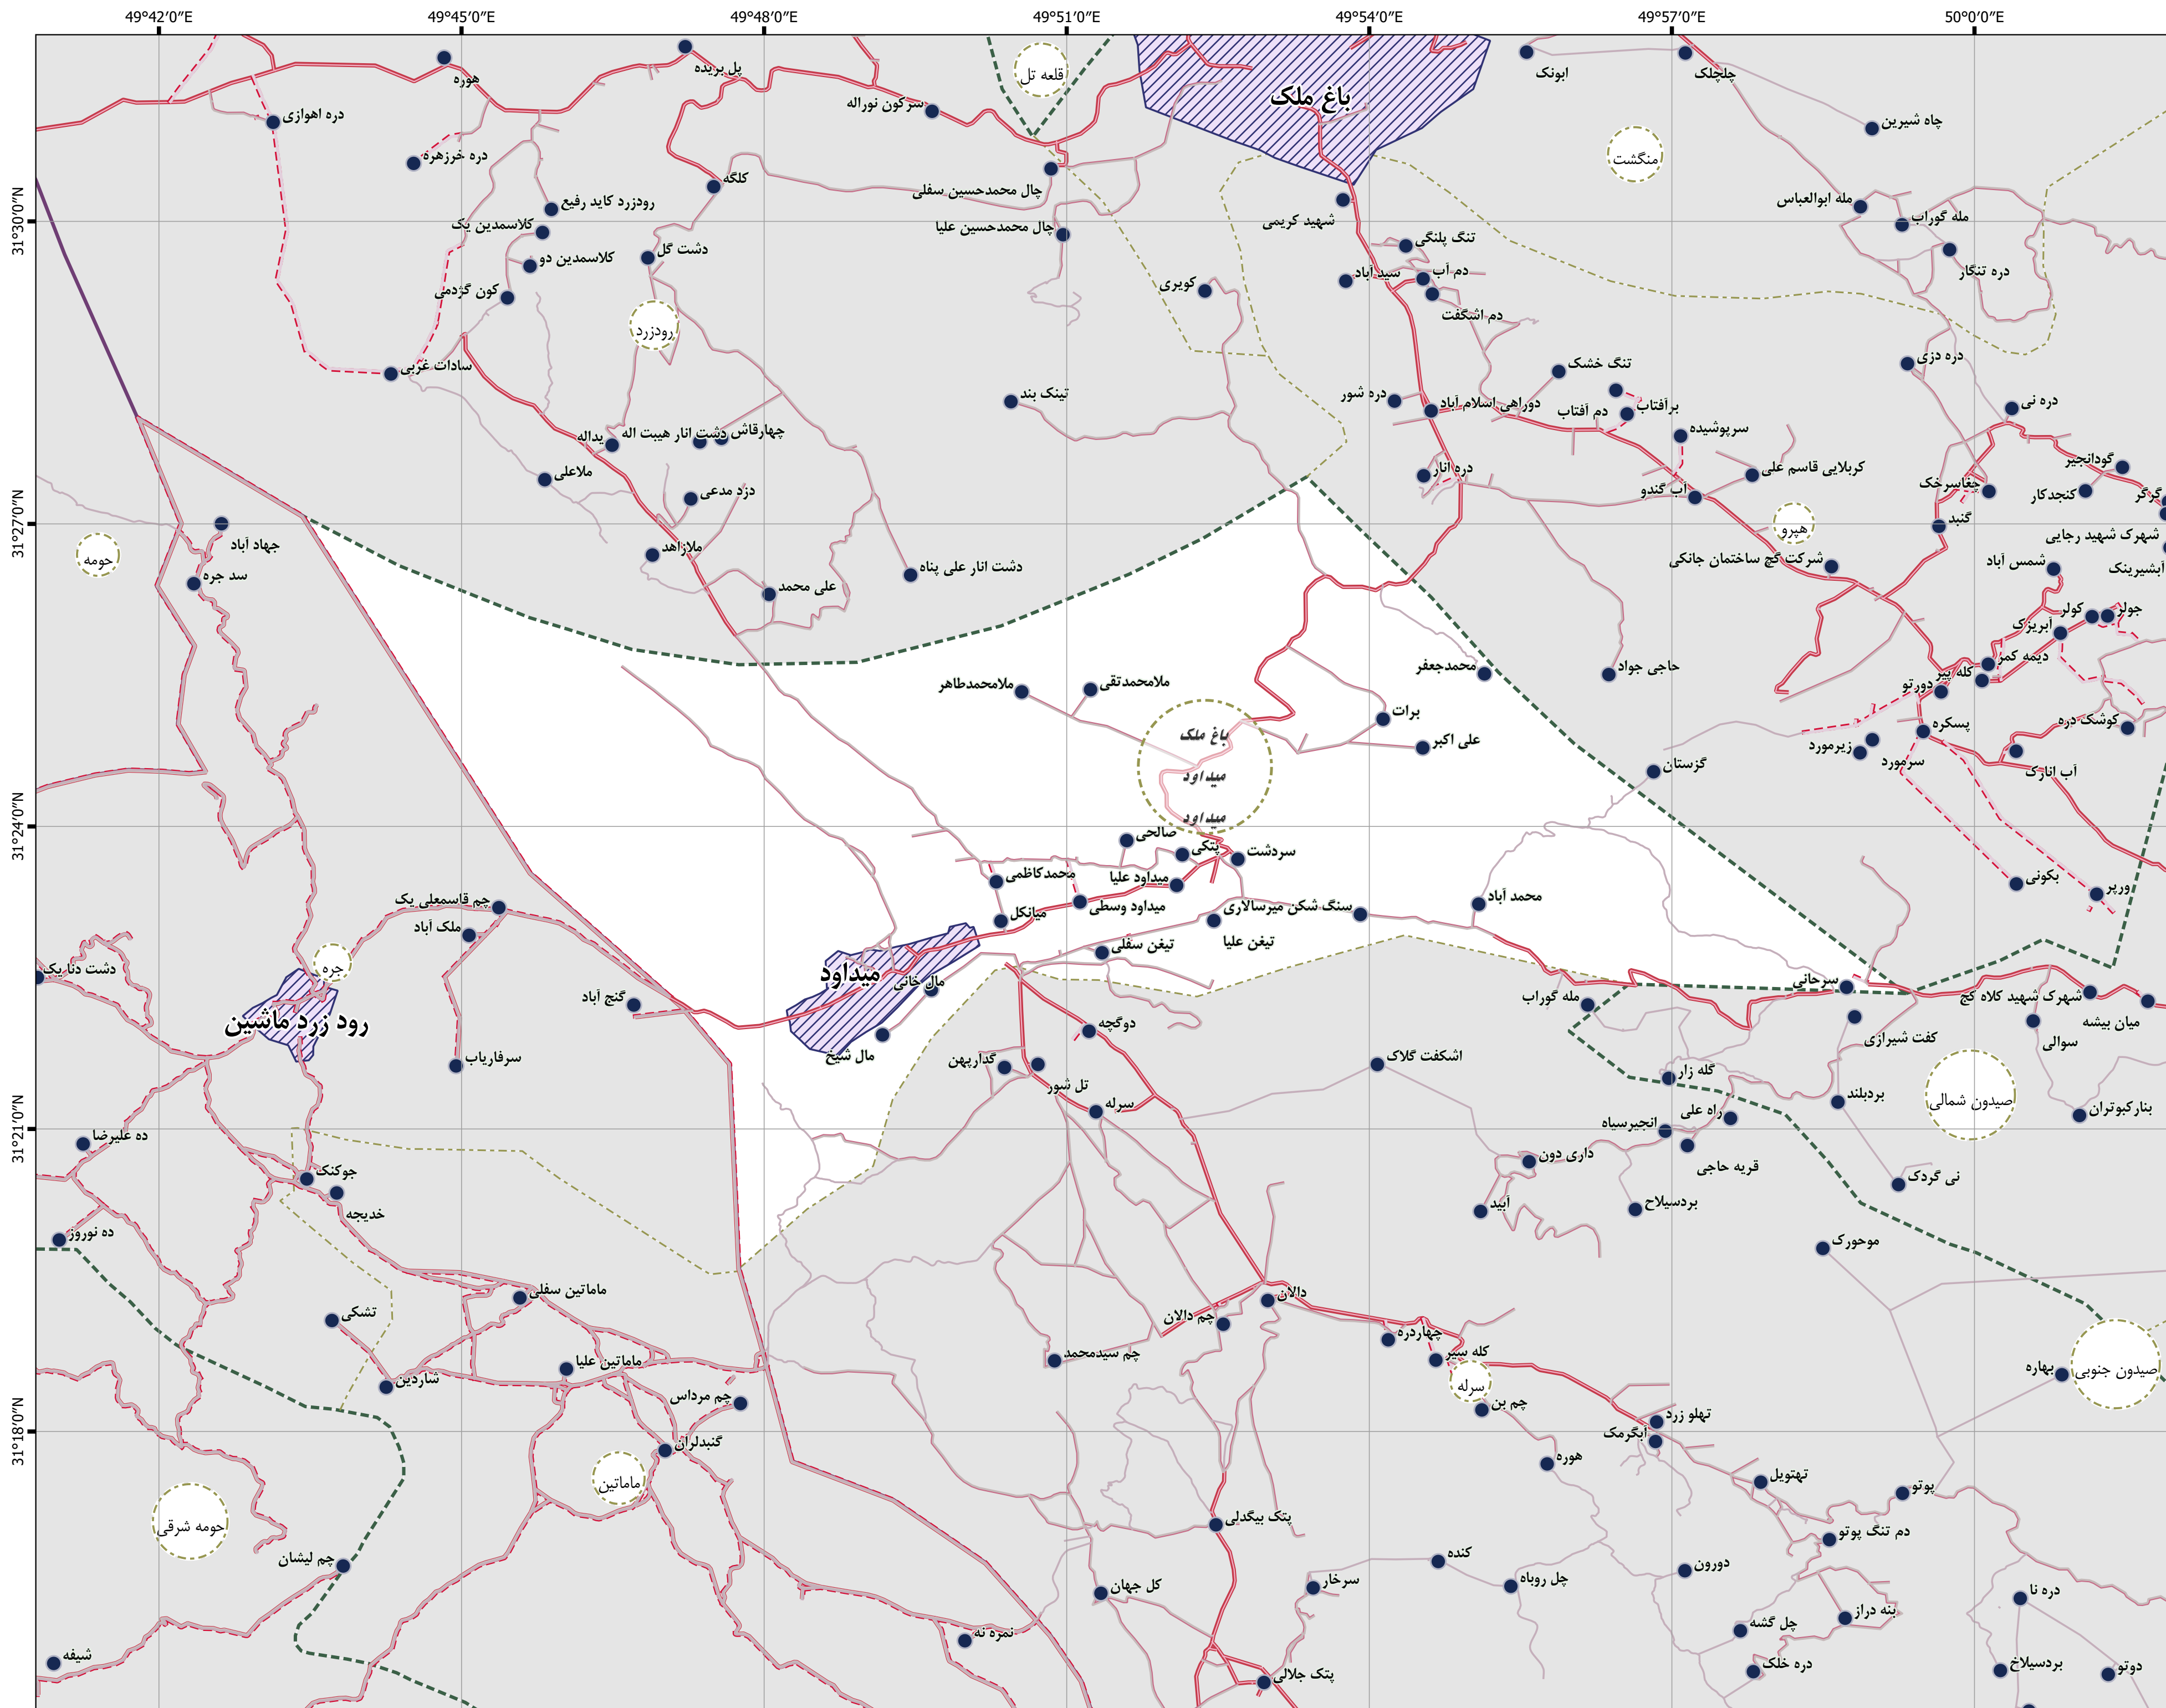 49°42'0"E
49°45'0"E
49°48'0"E
49°51'0"E
49°54'0"E
49°57'0"E
50°0'0"E
31°30'0"N
31°27'0"N
31°24'0"N
31°21'0"N
31°18'0"N
هوره
پل بریده
قلعه تل
باغ ملک
ابونک
چلچلک
دره اهوازی
سرکون نوراله
چاه شیرین
دره خرزهره
منگشت
کلگه
چال محمدحسین سفلی
رودزرد کاید رفیع
شهید کریمی
مله ابوالعباس
مله گوراب
کلاسمدین یک
چال محمدحسین علیا
تنگ پلنگی
دشت گل
کلاسمدین دو
دره تنگار
سید آباد
دم آب
کون گژدمی
کوپری
دم اشگفت
رودزرد
سادات غربی
تنگ خشک
دره دزی
تینک بند
دره شور
دوراهی اسلام آباد
دم آفتاب
برآفتاب
دره نی
یداله
دشت انار هیبت اله
چهارقاش
سرپوشیده
ملاعلی
دره انار
کربلایی قاسم علی
گودانجیر
دزد مدعی
آب گندو
چغاسرخک
کنجدکار
گرگر
حومه
جهاد آباد
هپرو
گنبد
شهرک شهید رجایی
ملازاهد
شرکت گچ ساختمان جانکی
شمس آباد
آبشیرینک
سد جره
علی محمد
دشت انار علی پناه
کولر
جولر
آبریزک
محمدجعفر
حاجی جواد
دیمه کمر
کله پیر
دورتو
ملامحمدطاهر
ملامحمدتقی
برات
علی اکبر
پسکره
کوشک دره
باغ ملک
میداود
میداود
زیرمورد
سرمورد
گزستان
آب انارک
صالحی
پتکی
سردشت
محمدکاظمی
میداود علیا
بکونی
ورپر
چم قاسمعلی یک
ملک آباد
میانکل
میداود وسطی
سنگ شکن میرسالاری
محمد آباد
تیغن علیا
تیغن سفلی
جره
دشت دنا یک
میداود
مال خانی
گنج آباد
مله گوراب
سرحانی
شهرک شهید کلاه کج
میان بیشه
رود زرد ماشین
مال شیخ
دوگچه
کفت شیرازی
سوالی
سرفاریاب
گدارپهن
اشکفت گلاک
تل شور
گله زار
سرله
بردبلند
صیدون شمالی
بنارکبوتران
ده علیرضا
انجیرسیاه
راه علی
داری دون
قریه حاجی
جوکنک
نی گردک
خدیجه
آبید
بردسیلاح
ده نوروز
موحورک
ماماتین سفلی
دالان
تشکی
چم دالان
چهاردره
کله سیر
ماماتین علیا
چم سیدمحمد
بهاره
صیدون جنوبی
شاردین
سرله
چم مرداس
چم بن
تهلو زرد
آبگرمک
گنبدلران
هوره
ماماتین
تهتویل
پوتو
حومه شرقی
پتک بیگدلی
دم تنگ پوتو
چم لیشان
کنده
دورون
سرخار
چل روباه
کل جهان
دره نا
بنه دراز
چل گشه
نمره نه
شیفه
پتک جلالی
دره خلک
بردسیلاخ
دوتو